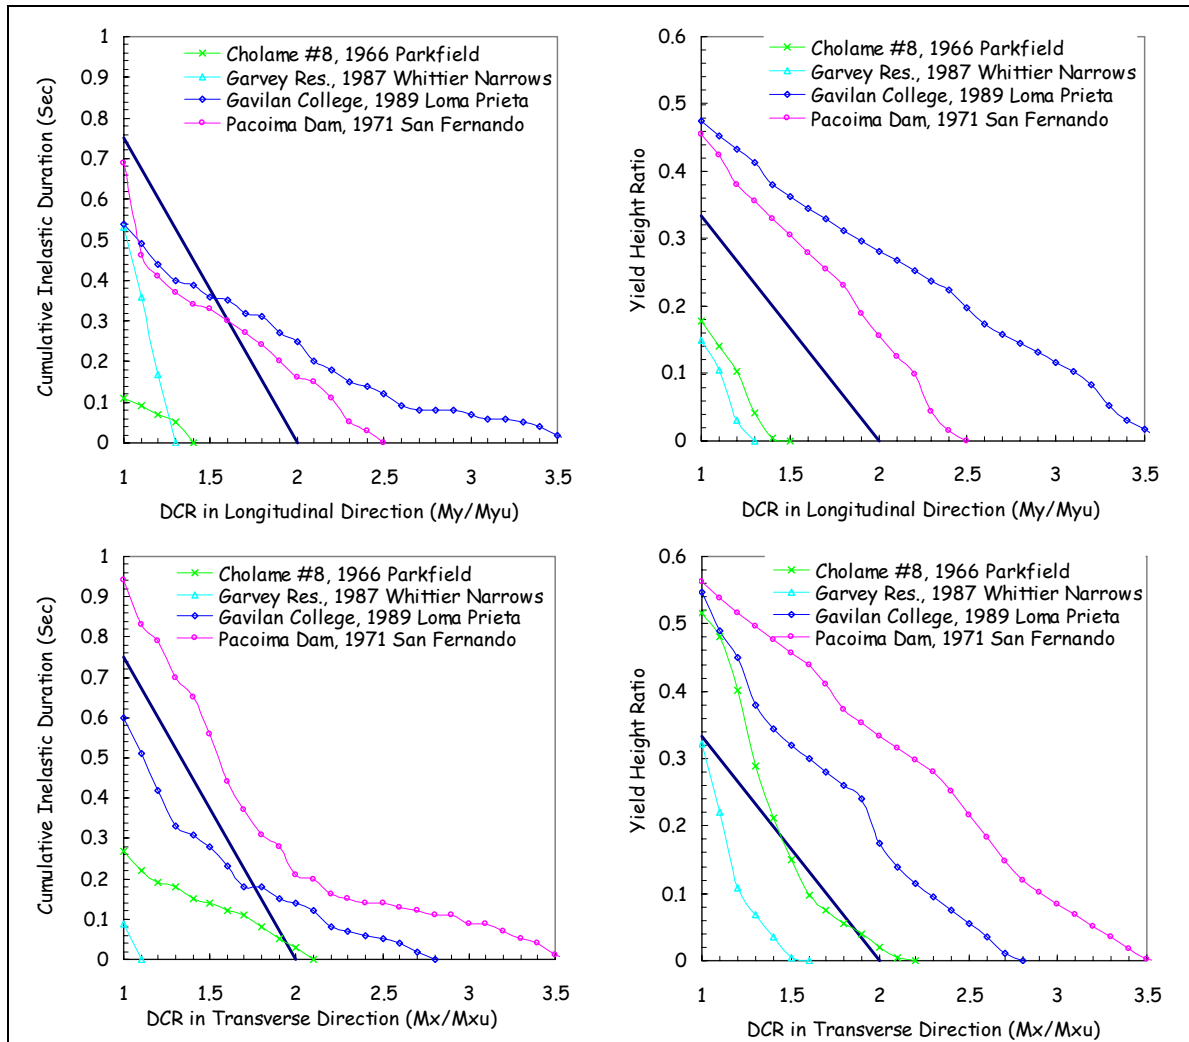 Cumulative Inelastic Duration (Sec)
1
0.9
0.8
0.7
0.6
0.5
0.4
0.3
0.2
0.1
0
Cholame #8, 1966 Parkfield
Garvey Res., 1987 Whittier Narrows
Gavilan College, 1989 Loma Prieta
Pacoima Dam, 1971 San Fernando
1 1.5 2 2.5 3 3.5
DCR in Longitudinal Direction (My/Myu)
Yield Height Ratio
0.6
0.5
0.4
0.3
0.2
0.1
0
Cholame #8, 1966 Parkfield
Garvey Res., 1987 Whittier Narrows
Gavilan College, 1989 Loma Prieta
Pacoima Dam, 1971 San Fernando
1 1.5 2 2.5 3 3.5
DCR in Longitudinal Direction (My/Myu)
Cumulative Inelastic Duration (Sec)
1
0.9
0.8
0.7
0.6
0.5
0.4
0.3
0.2
0.1
0
Cholame #8, 1966 Parkfield
Garvey Res., 1987 Whittier Narrows
Gavilan College, 1989 Loma Prieta
Pacoima Dam, 1971 San Fernando
1 1.5 2 2.5 3 3.5
DCR in Transverse Direction (Mx/Mxu)
Yield Height Ratio
0.6
0.5
0.4
0.3
0.2
0.1
0
Cholame #8, 1966 Parkfield
Garvey Res., 1987 Whittier Narrows
Gavilan College, 1989 Loma Prieta
Pacoima Dam, 1971 San Fernando
1 1.5 2 2.5 3 3.5
DCR in Transverse Direction (Mx/Mxu)